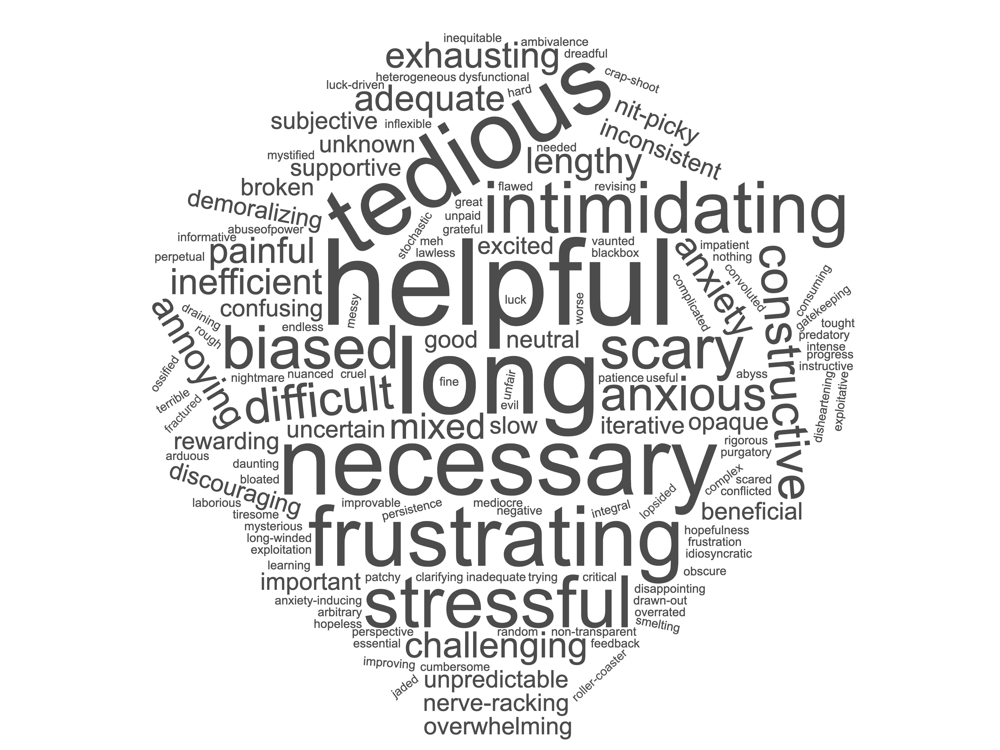 inequitable
ambivalence
exhausting
dreadful
heterogeneous
dysfunctional
crap-shoot
luck-driven
adequate
hard
tedious
nit-picky
subjective
inflexible
inconsistent
unknown
needed
mystified
lengthy
supportive
broken
flawed
revising
demoralizing
great
intimidating
unpaid
stochastic
abuseofpower
grateful
informative
meh
excited
vaunted
impatient
perpetual
painful
lawless
blackbox
nothing
anxiety
constructive
helpful
inefficient
convoluted
consuming
complicated
gatekeeping
confusing
messy
luck
worse
annoying
draining
rough
endless
tought
biased
good
neutral
scary
predatory
intense
progress
instructive
ossified
nightmare
nuanced
cruel
long
fine
unfair
patience
useful
abyss
disheartening
exploitative
terrible
difficult
evil
anxious
fractured
uncertain
mixed
slow
iterative
opaque
rewarding
rigorous
arduous
necessary
purgatory
daunting
discouraging
bloated
complex
scared
conflicted
lopsided
laborious
improvable
persistence
mediocre
negative
integral
beneficial
tiresome
mysterious
frustrating
hopefulness
long-winded
frustration
exploitation
idiosyncratic
learning
obscure
important
patchy
clarifying
inadequate
trying
critical
stressful
disappointing
anxiety-inducing
drawn-out
arbitrary
overrated
hopeless
smelting
perspective
random
non-transparent
essential
challenging
feedback
improving
cumbersome
roller-coaster
jaded
unpredictable
nerve-racking
overwhelming